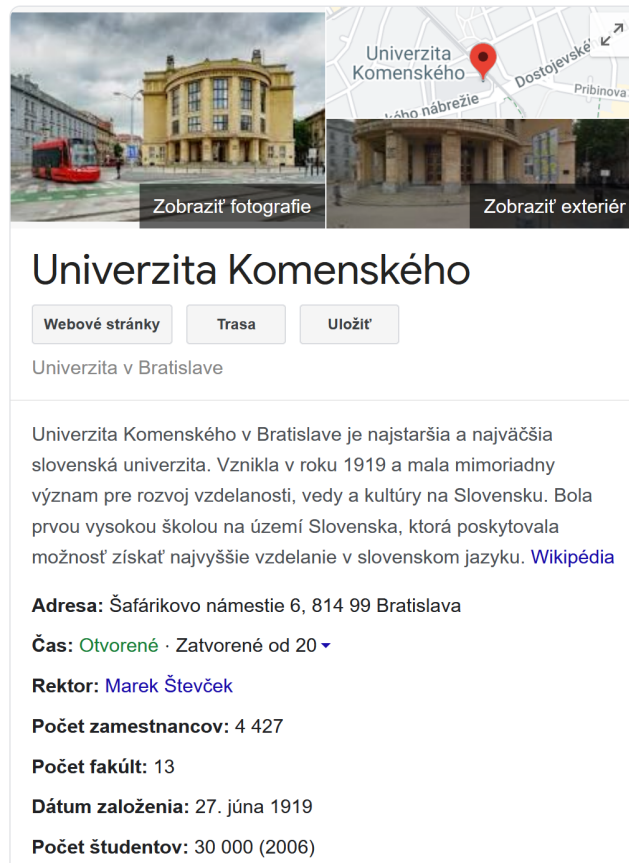 Univerzita
Komenského
Dostojevské
Pribinova
kého nábrežie
Zobraziť fotografie
Zobraziť exteriér
Univerzita Komenského
Webové stránky
Trasa
Uložiť
Univerzita v Bratislave
Univerzita Komenského v Bratislave je najstaršia a najväčšia
slovenská univerzita. Vznikla v roku 1919 a mala mimoriadny
význam pre rozvoj vzdelanosti, vedy a kultúry na Slovensku. Bola
prvou vysokou školou na území Slovenska, ktorá poskytovala
možnosť získať najvyššie vzdelanie v slovenskom jazyku. Wikipédia
Adresa: Šafárikovo námestie 6, 814 99 Bratislava
Čas: Otvorené · Zatvorené od 20
Rektor: Marek Števček
Počet zamestnancov: 4 427
Počet fakúlt: 13
Dátum založenia: 27. júna 1919
Počet študentov: 30 000 (2006)